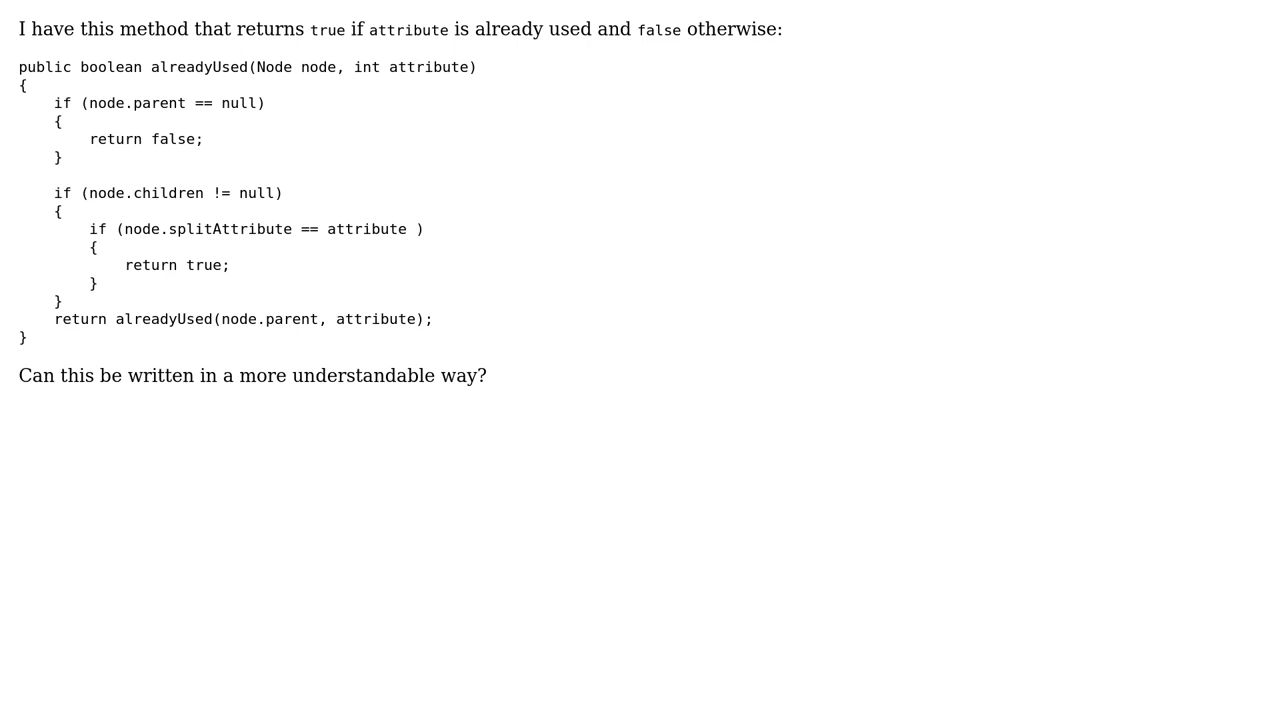 I have this method that returns true if attribute is already used and false otherwise:
public boolean alreadyUsed(Node node, int attribute)
{
    if (node.parent == null)
    {
        return false;
    }

    if (node.children != null)
    {
        if (node.splitAttribute == attribute )
        {
            return true;
        }
    }
    return alreadyUsed(node.parent, attribute);
}
Can this be written in a more understandable way?